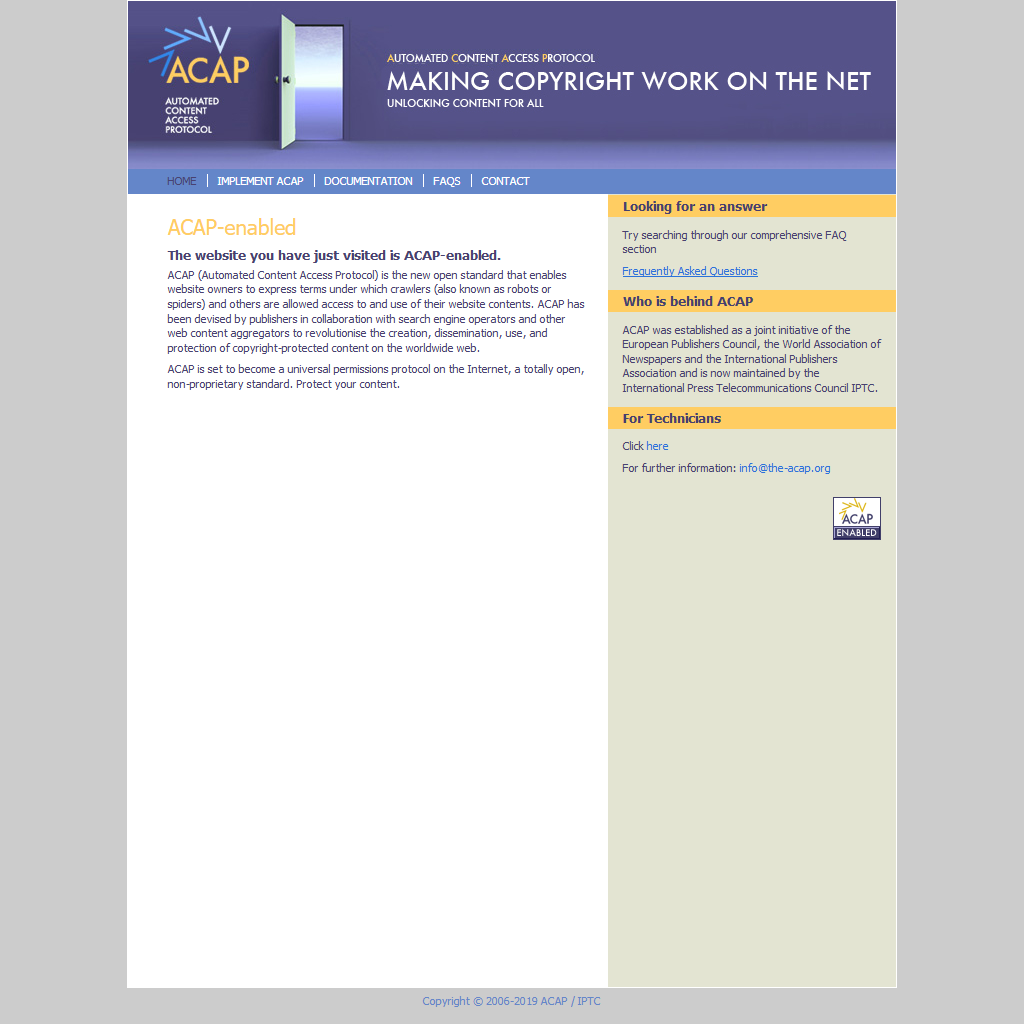 ACAP
AUTOMATED
CONTENT
ACCESS
PROTOCOL
AUTOMATED CONTENT ACCESS PROTOCOL
MAKING COPYRIGHT WORK ON THE NET
UNLOCKING CONTENT FOR ALL
HOME IMPLEMENT ACAP DOCUMENTATION FAQS CONTACT
ACAP-enabled
The website you have just visited is ACAP-enabled.
ACAP (Automated Content Access Protocol) is the new open standard that enables
website owners to express terms under which crawlers (also known as robots or
spiders) and others are allowed access to and use of their website contents. ACAP has
been devised by publishers in collaboration with search engine operators and other
web content aggregators to revolutionise the creation, dissemination, use, and
protection of copyright-protected content on the worldwide web.
ACAP is set to become a universal permissions protocol on the Internet, a totally open,
non-proprietary standard. Protect your content.
Looking for an answer
Try searching through our comprehensive FAQ
section
Frequently Asked Questions
Who is behind ACAP
ACAP was established as a joint initiative of the
European Publishers Council, the World Association of
Newspapers and the International Publishers
Association and is now maintained by the
International Press Telecommunications Council IPTC.
For Technicians
Click here
For further information: info@the-acap.org
ACAP
ENABLED
Copyright © 2006-2019 ACAP / IPTC